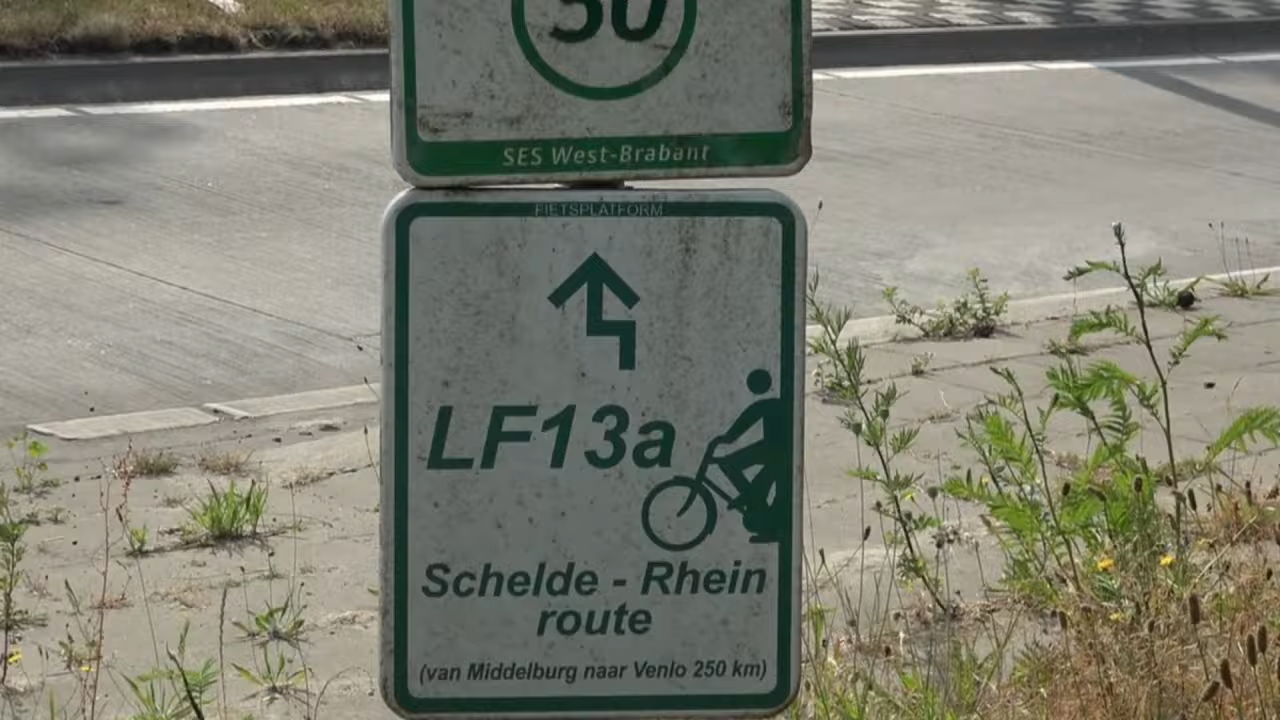 50
SES West-Brabant
FIETSPLATFORM
LF13a
Schelde - Rhein
route
(van Middelburg naar Venlo 250 km)